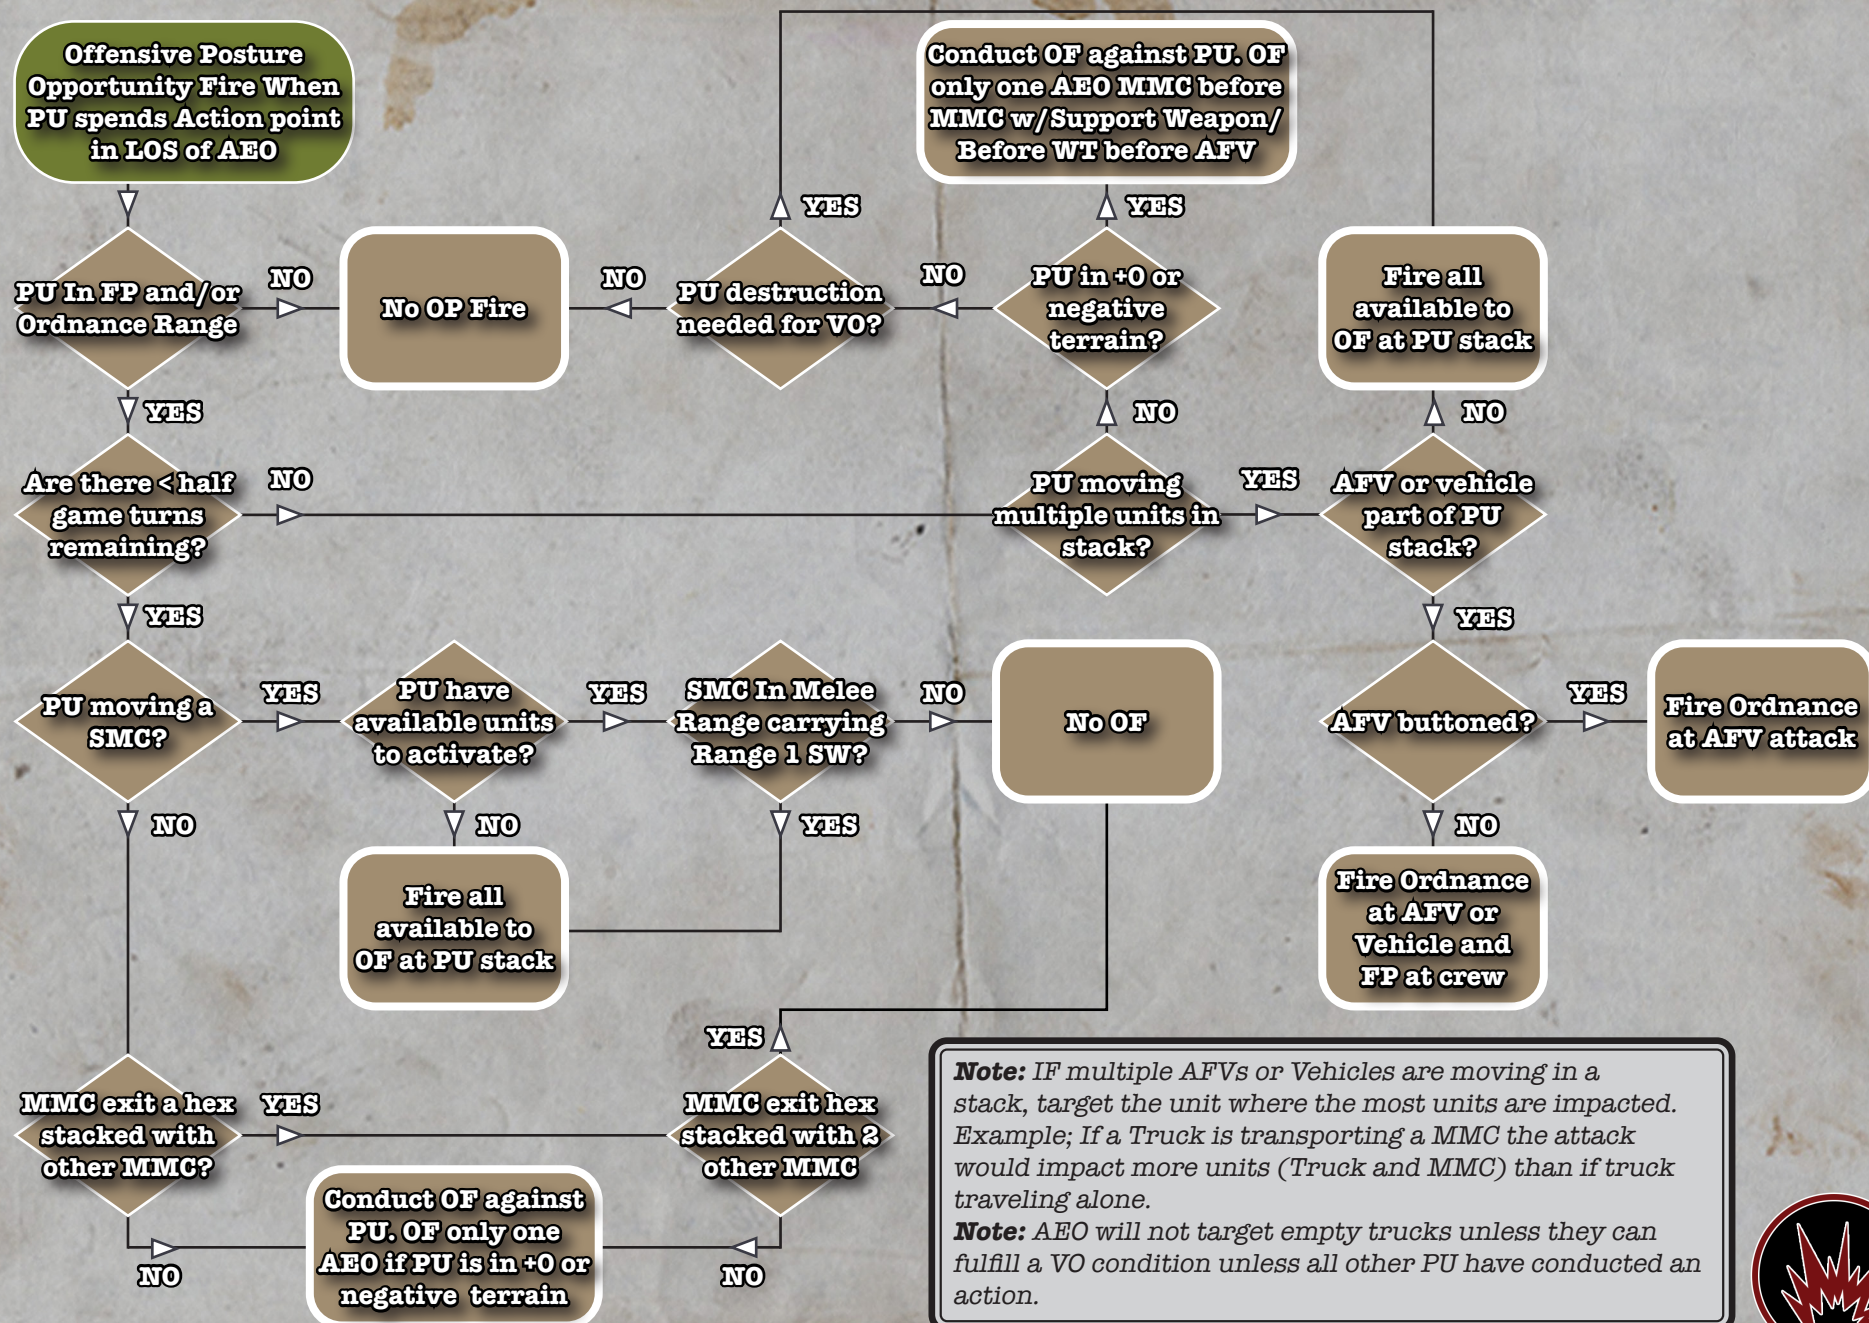 Offensive Posture
Opportunity Fire When
PU spends Action point
in LOS of AEO
Conduct OF against PU. OF
only one AEO MMC before
MMC w/Support Weapon/
Before WT before AFV
YES
YES
PU In FP and/or
Ordnance Range
NO
No OP Fire
NO
PU destruction
needed for VO?
NO
PU in +0 or
negative
terrain?
Fire all
available to
OF at PU stack
YES
NO
NO
Are there < half
game turns
remaining?
NO
PU moving
multiple units in
stack?
YES
AFV or vehicle
part of PU
stack?
YES
YES
PU moving a
SMC?
YES
PU have
available units
to activate?
YES
SMC In Melee
Range carrying
Range 1 SW?
NO
No OF
AFV buttoned?
YES
Fire Ordnance
at AFV attack
NO
NO
YES
NO
Fire all
available to
OF at PU stack
Fire Ordnance
at AFV or
Vehicle and
FP at crew
YES
MMC exit a hex
stacked with
other MMC?
YES
MMC exit hex
stacked with 2
other MMC
NO
Conduct OF against
PU. OF only one
AEO if PU is in +0 or
negative terrain
NO
Note: IF multiple AFVs or Vehicles are moving in a
stack, target the unit where the most units are impacted.
Example; If a Truck is transporting a MMC the attack
would impact more units (Truck and MMC) than if truck
traveling alone.
Note: AEO will not target empty trucks unless they can
fulfill a VO condition unless all other PU have conducted an
action.